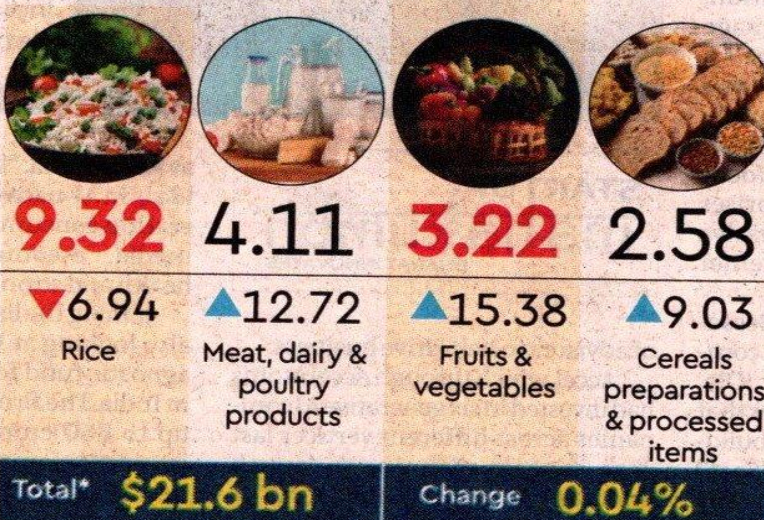 9.32 4.11 3.22 2.58
▼6.94 ▲12.72 ▲15.38 ▲9.03
Rice
Meat, dairy &
poultry
products
Fruits &
vegetables
Cereals
preparations
& processed
items
Total* $21.6 bn Change 0.04%